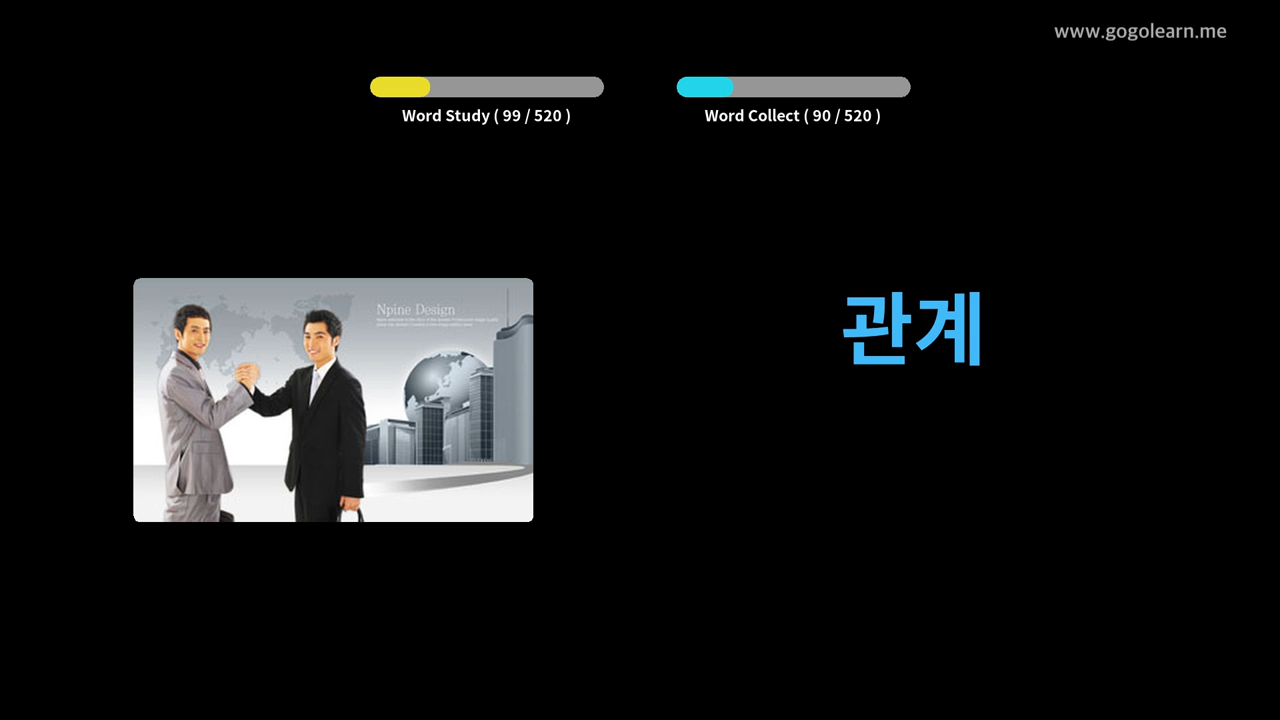 www.gogolearn.me
Word Study ( 99 / 520 )
Word Collect ( 90 / 520 )
Npine Design
관계